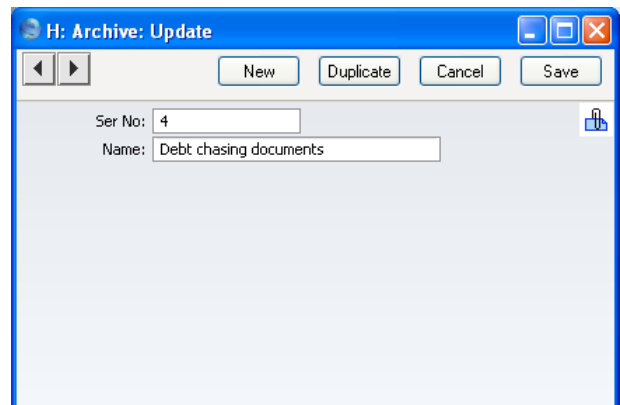 H: Archive: Update
New Duplicate Cancel Save
Ser No: 4
Name: Debt chasing documents